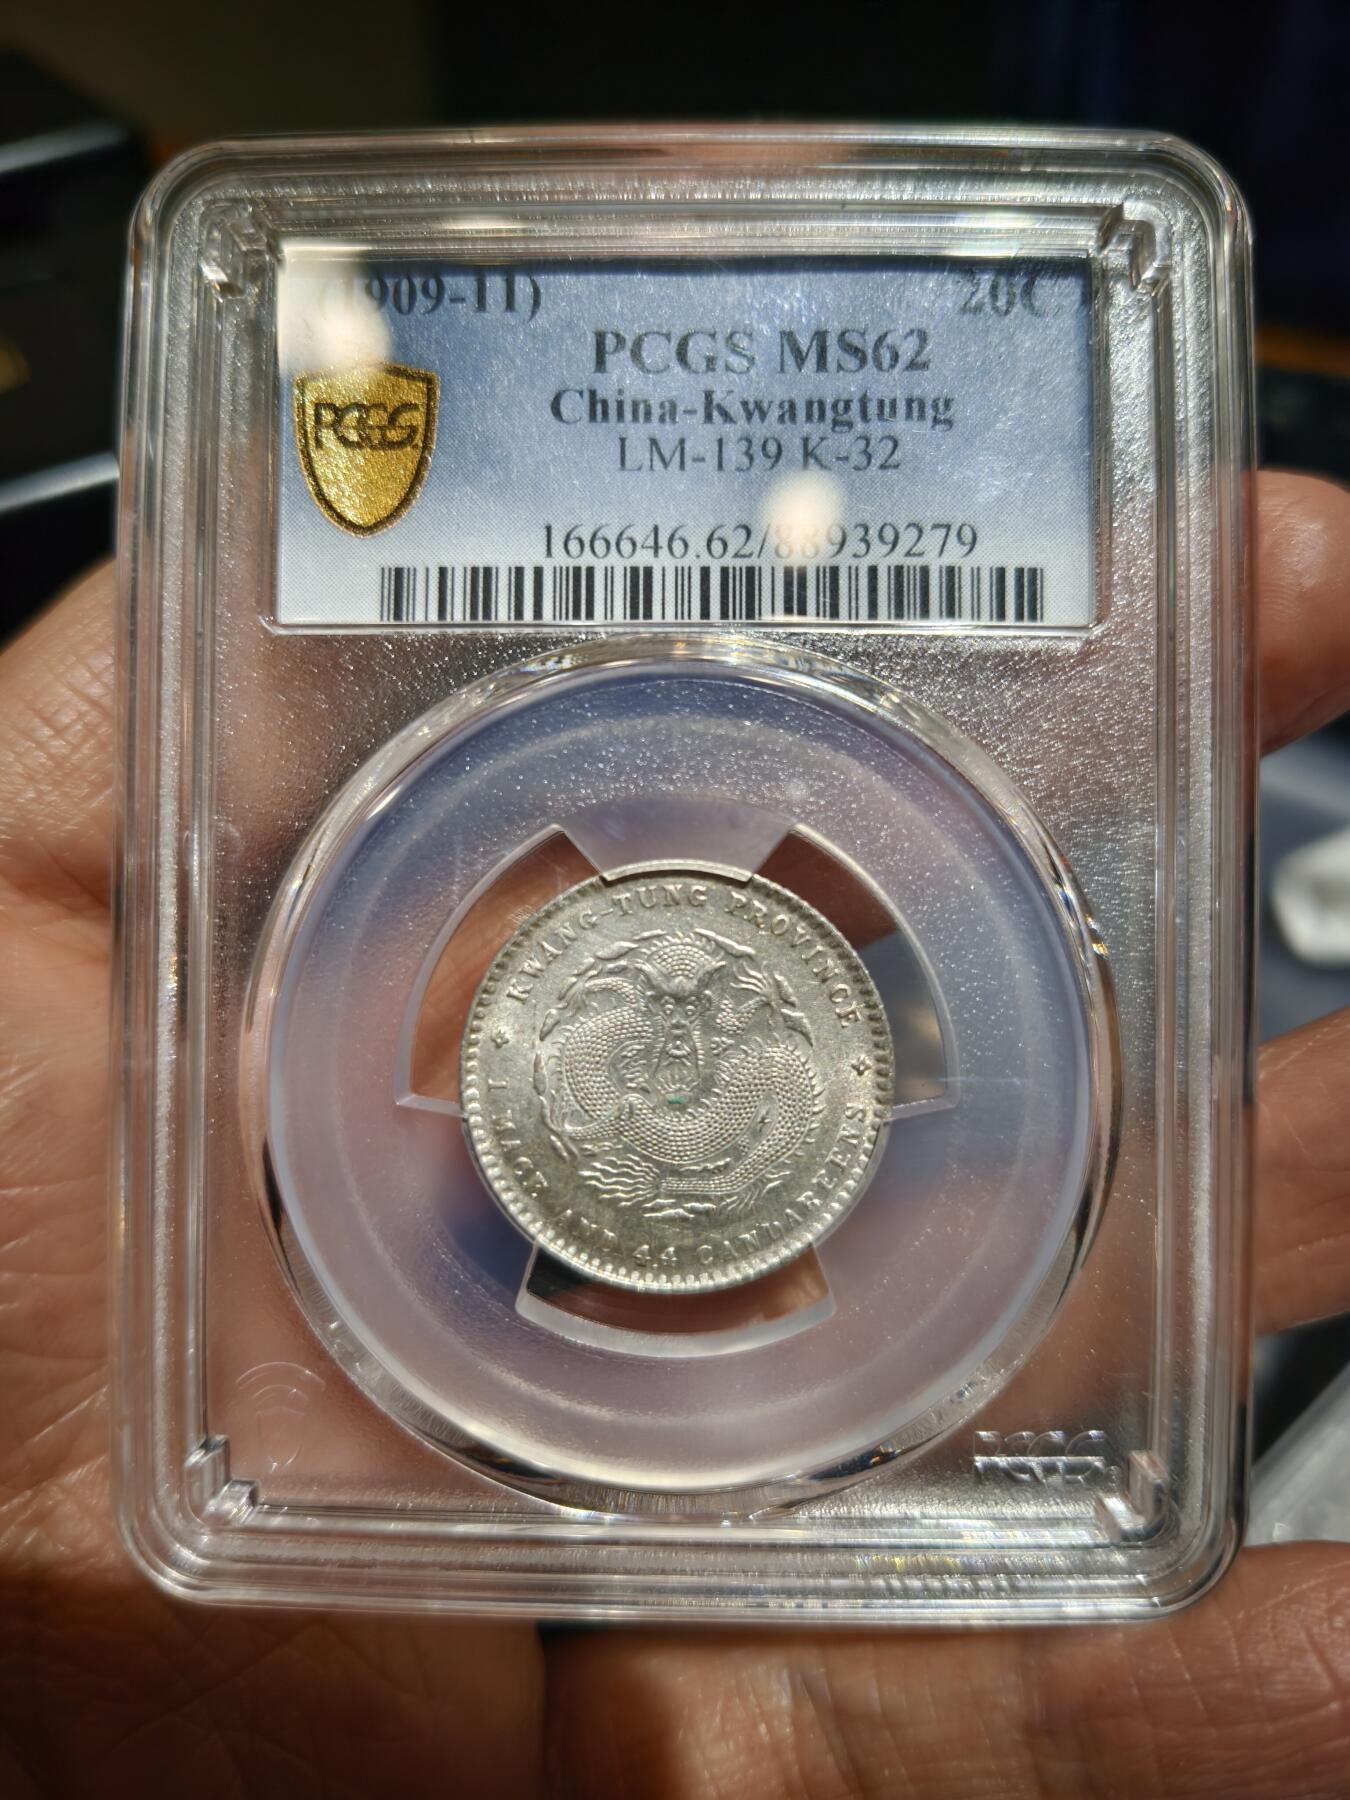 (1909-11) 20C
PCGS MS62
China-Kwangtung
LM-139 K-32
166646.62/88939279
PCGS
KWANG-TUNG PROVINCE
1 MACE AND 4.4 CANDAREENS
PCGS